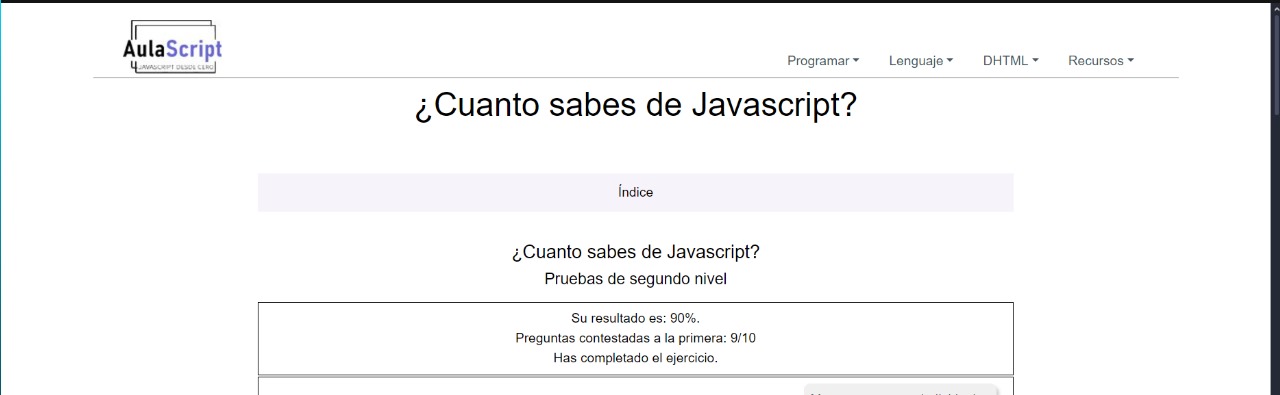 AulaScript
JAVASCRIPT DESDE CERO
Programar Lenguaje DHTML Recursos
¿Cuanto sabes de Javascript?
Índice
¿Cuanto sabes de Javascript?
Pruebas de segundo nivel
Su resultado es: 90%.
Preguntas contestadas a la primera: 9/10
Has completado el ejercicio.